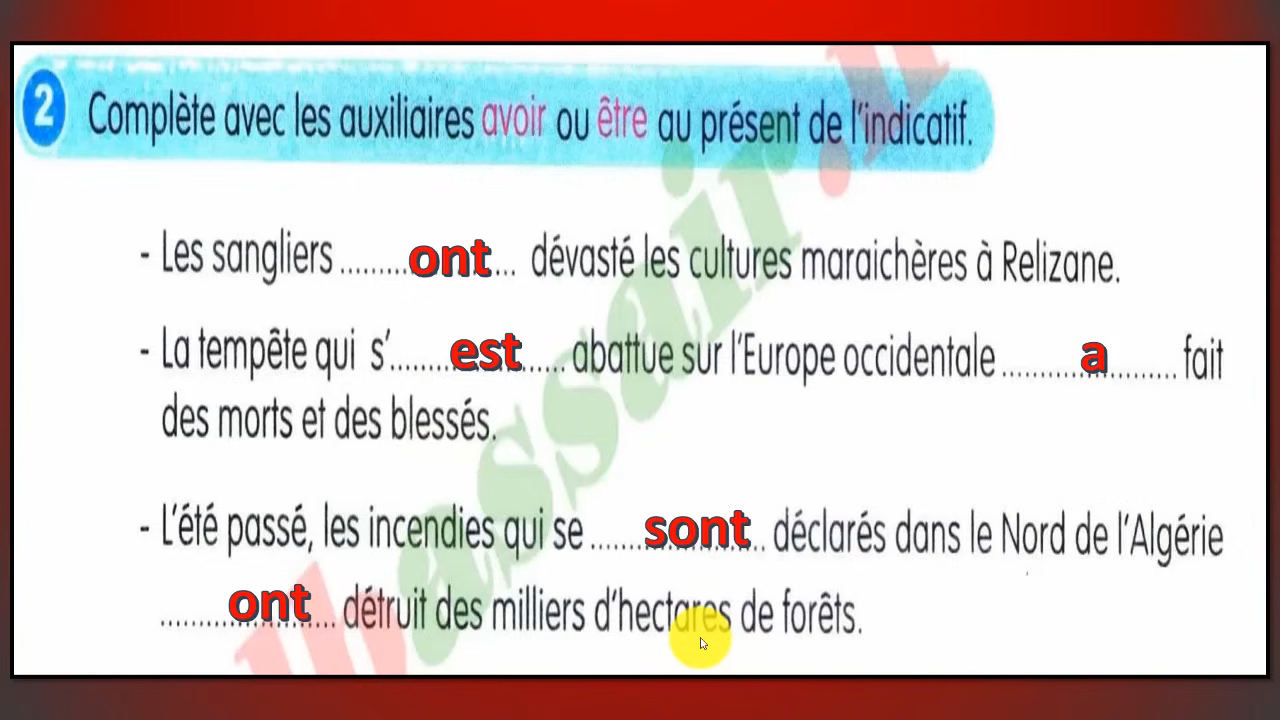 2 Complète avec les auxiliaires avoir ou être au présent de l'indicatif.
- Les sangliers .........ont... dévasté les cultures maraichères à Relizane.
- La tempête qui s'........est...... abattue sur l'Europe occidentale ............a......... fait
des morts et des blessés.
- L'été passé, les incendies qui se .......sont.. déclarés dans le Nord de l'Algérie
.........ont... détruit des milliers d'hectares de forêts.